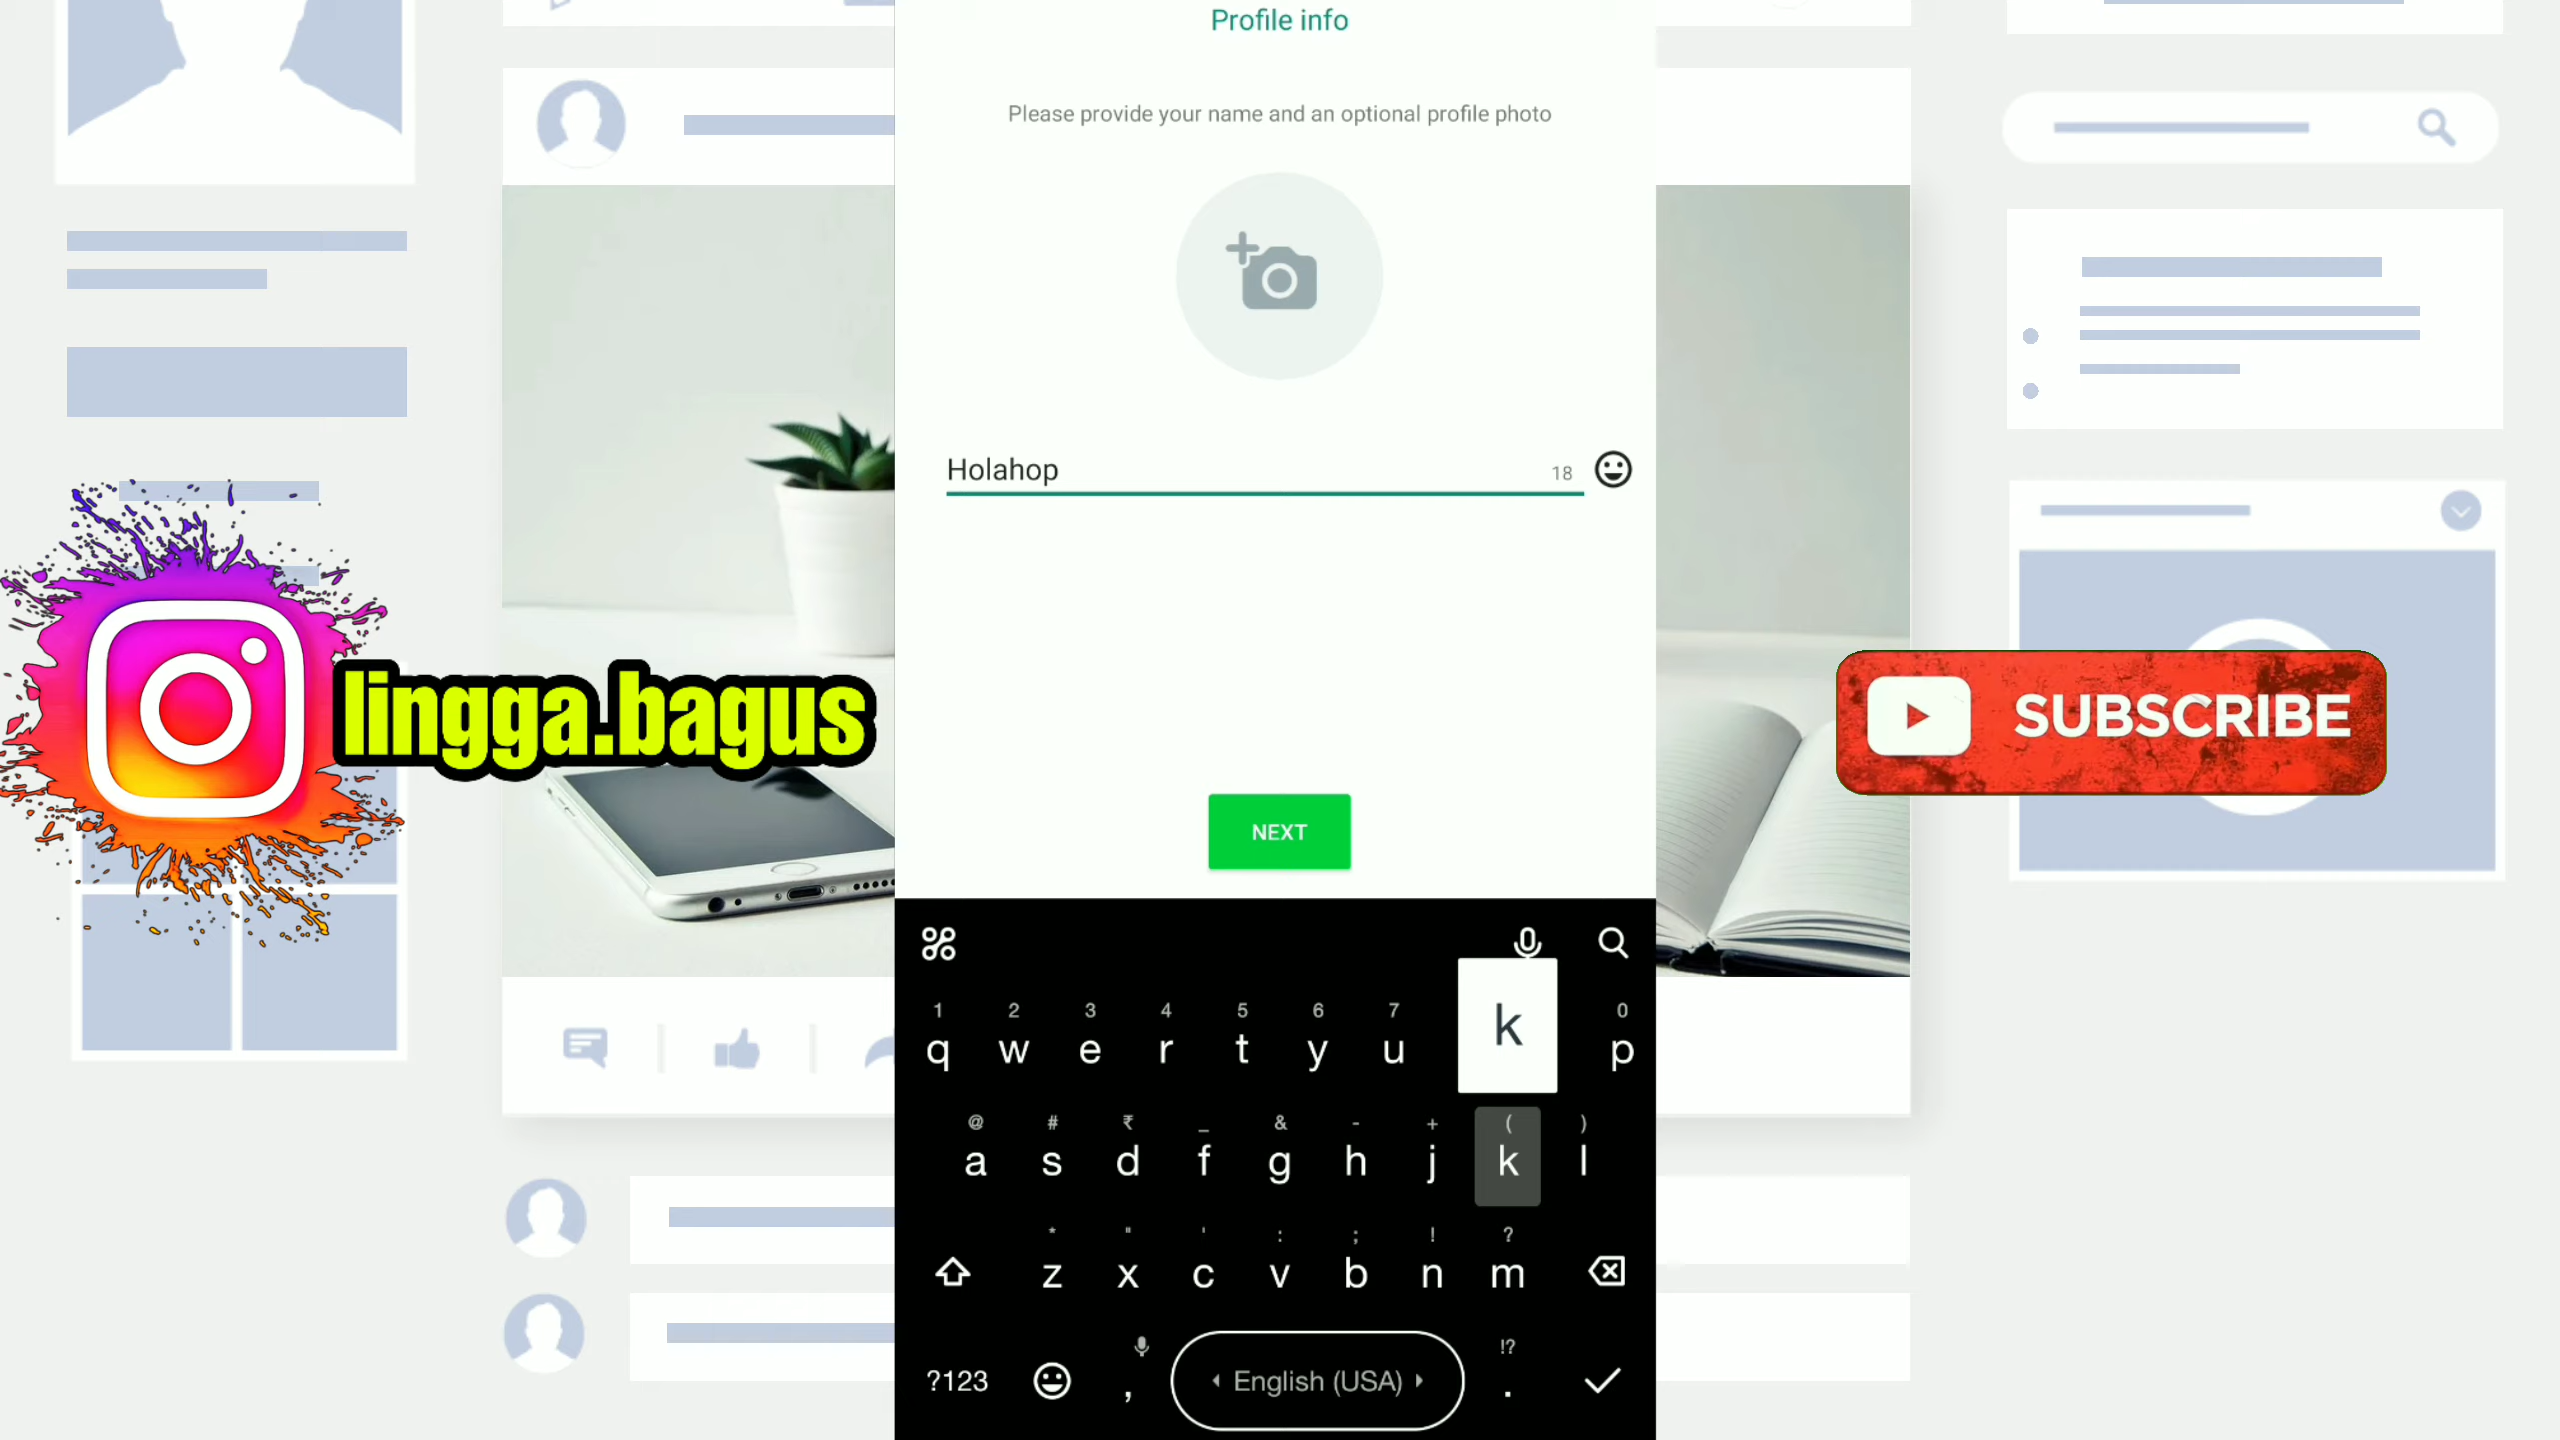 Profile info
Please provide your name and an optional profile photo
Holahop 18
lingga.bagus
SUBSCRIBE
NEXT
k
1 2 3 4 5 6 7 0
q w e r t y u p
@ # ₹ _ & - + ( )
a s d f g h j k l
* " ' : ; ! ?
z x c v b n m
!?
?123 , English (USA) .